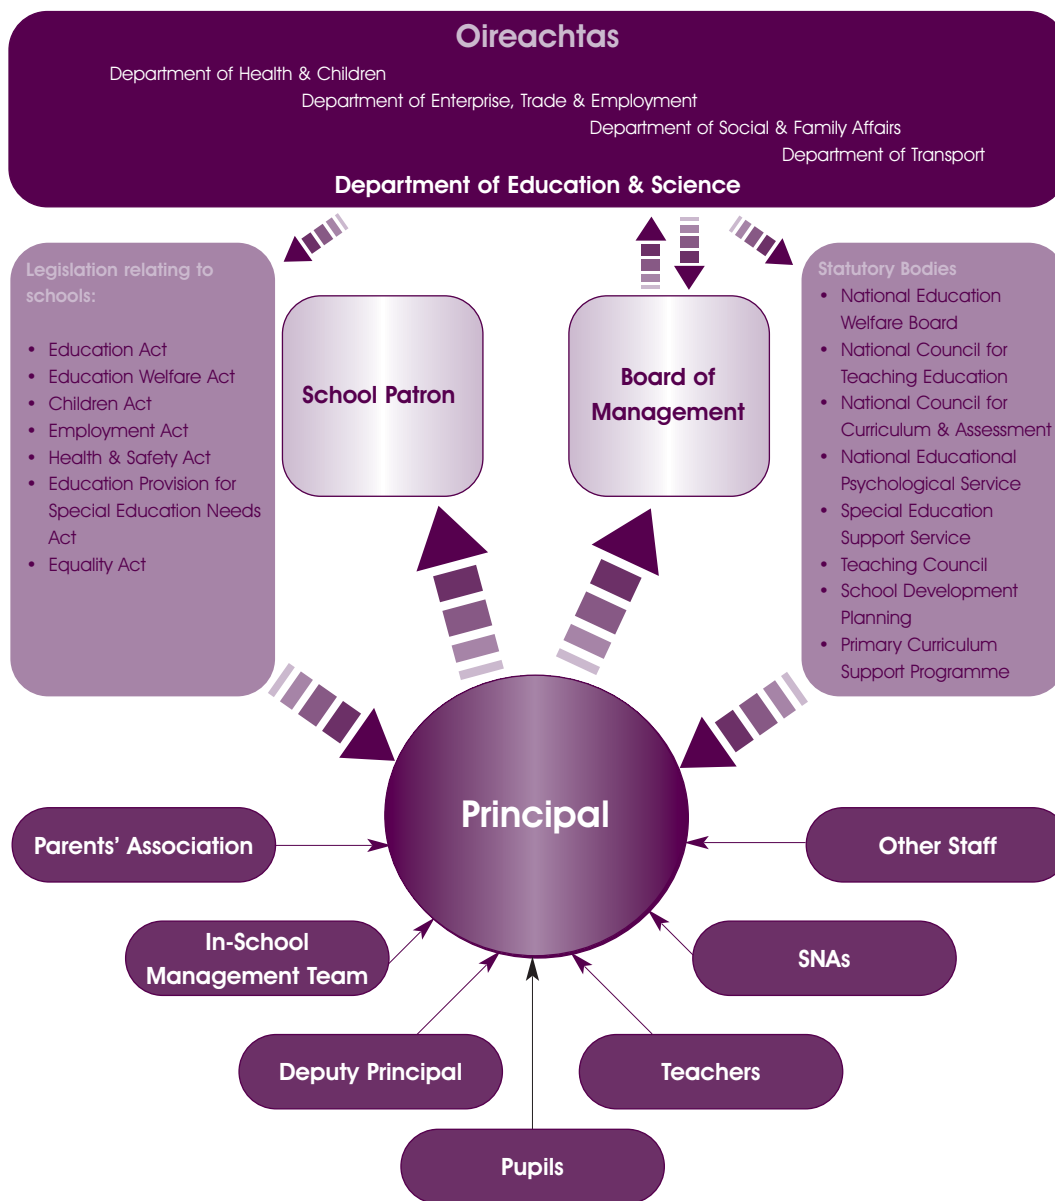 Oireachtas
Department of Health & Children
Department of Enterprise, Trade & Employment
Department of Social & Family Affairs
Department of Transport
Department of Education & Science
Legislation relating to
schools:
• Education Act
• Education Welfare Act
• Children Act
• Employment Act
• Health & Safety Act
• Education Provision for
Special Education Needs
Act
• Equality Act
School Patron
Board of
Management
Statutory Bodies
• National Education
Welfare Board
• National Council for
Teaching Education
• National Council for
Curriculum & Assessment
• National Educational
Psychological Service
• Special Education
Support Service
• Teaching Council
• School Development
Planning
• Primary Curriculum
Support Programme
Principal
Parents’ Association
Other Staff
In-School
Management Team
SNAs
Deputy Principal
Teachers
Pupils